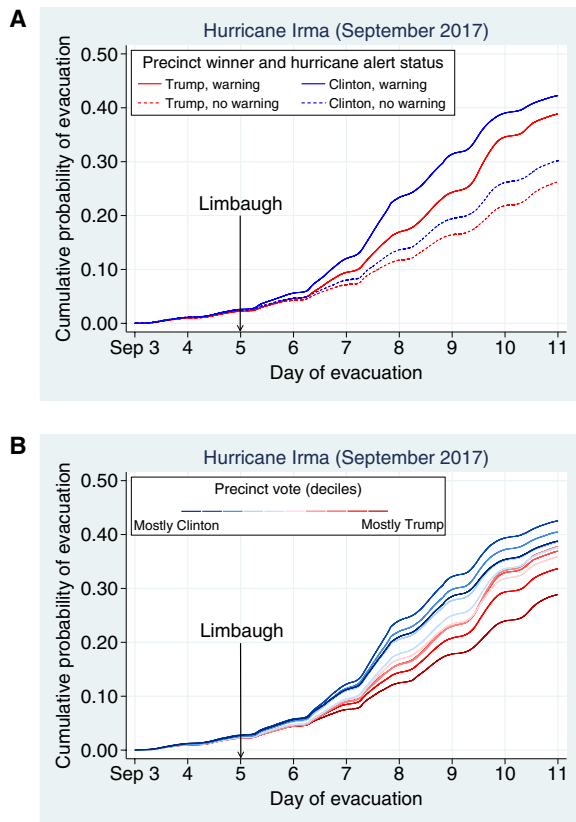 A
Hurricane Irma (September 2017)
Cumulative probability of evacuation
0.50
0.40
0.30
0.20
0.10
0.00
Precinct winner and hurricane alert status
Trump, warning
Clinton, warning
Trump, no warning
Clinton, no warning
Limbaugh
Sep 3 4 5 6 7 8 9 10 11
Day of evacuation
B
Hurricane Irma (September 2017)
Cumulative probability of evacuation
0.50
0.40
0.30
0.20
0.10
0.00
Precinct vote (deciles)
Mostly Clinton Mostly Trump
Limbaugh
Sep 3 4 5 6 7 8 9 10 11
Day of evacuation